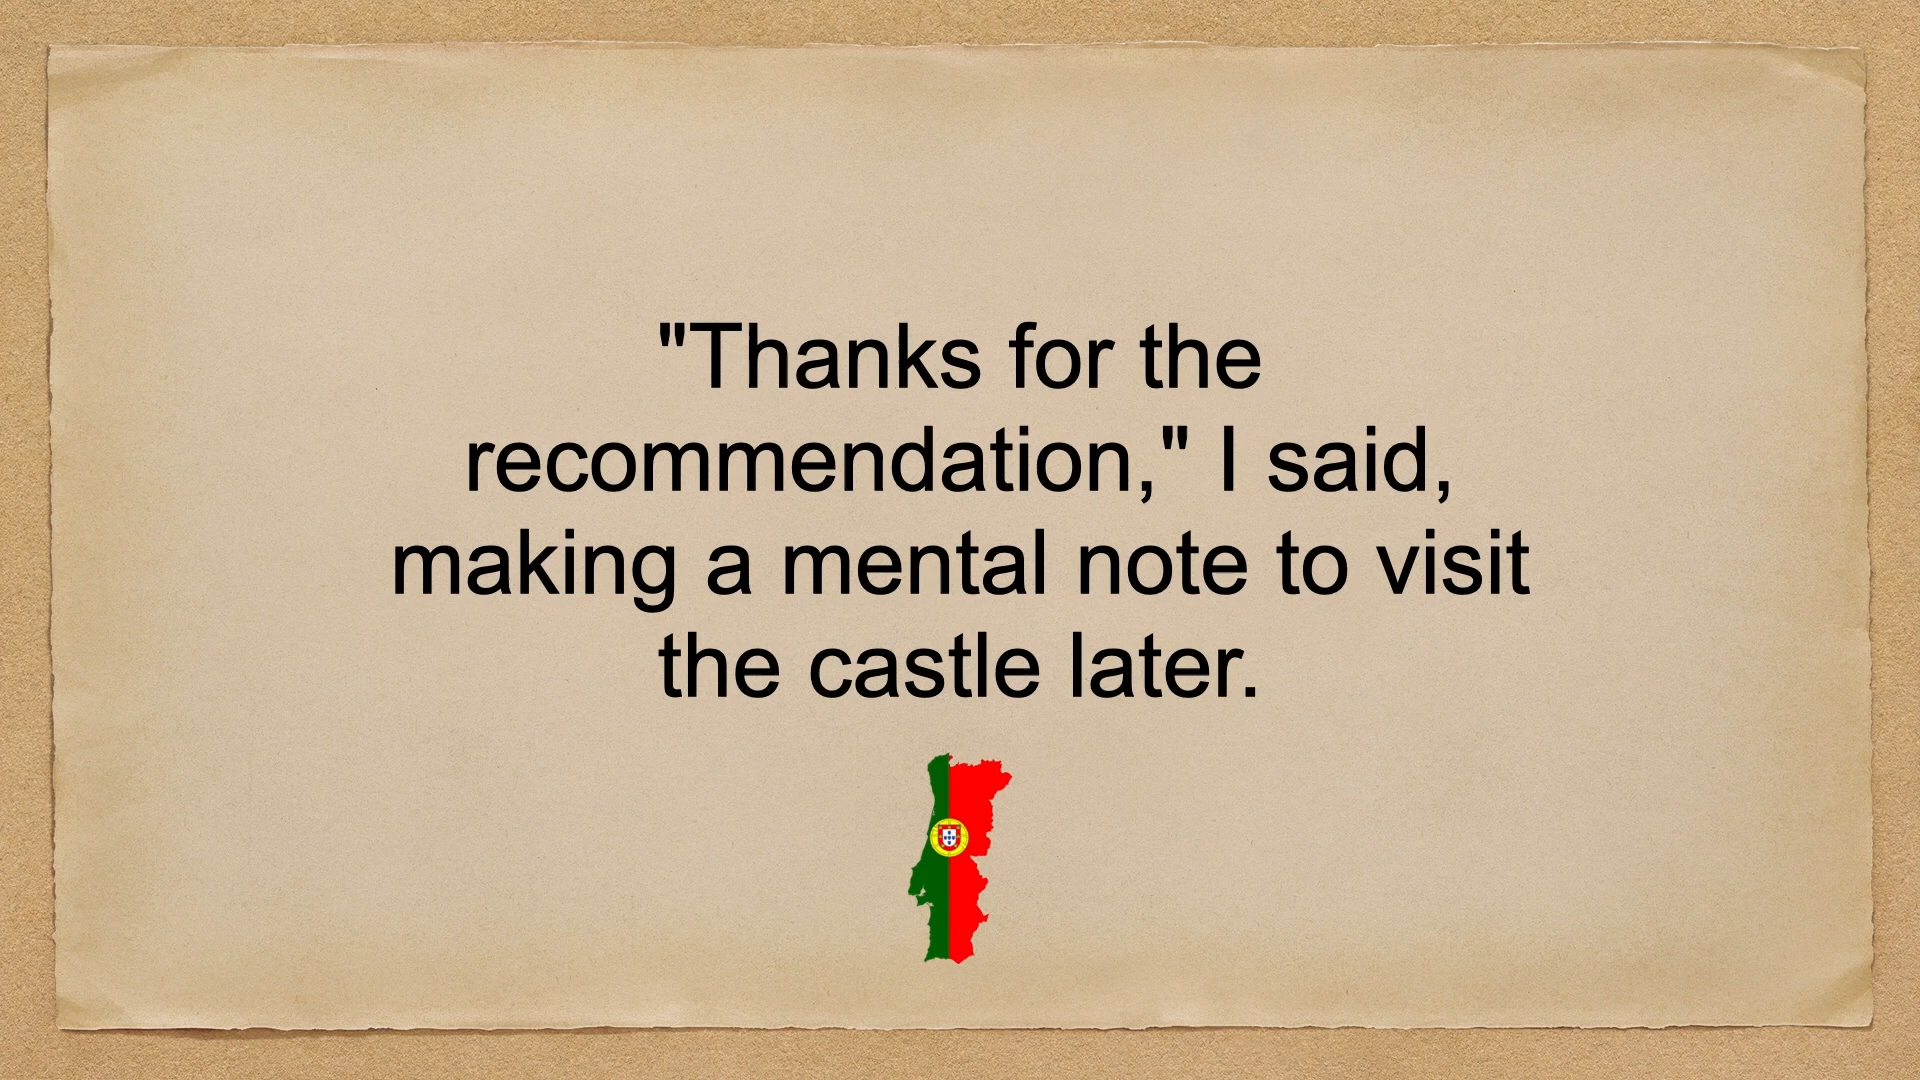 "Thanks for the
recommendation," I said,
making a mental note to visit
the castle later.